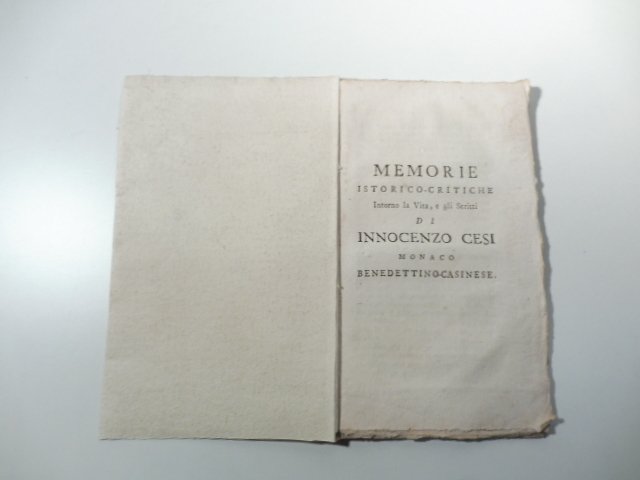 MEMORIE
ISTORICO-CRITICHE
Intorno la Vita, e gli Scritti
DI
INNOCENZO CESI
MONACO
BENEDETTINO-CASINESE.